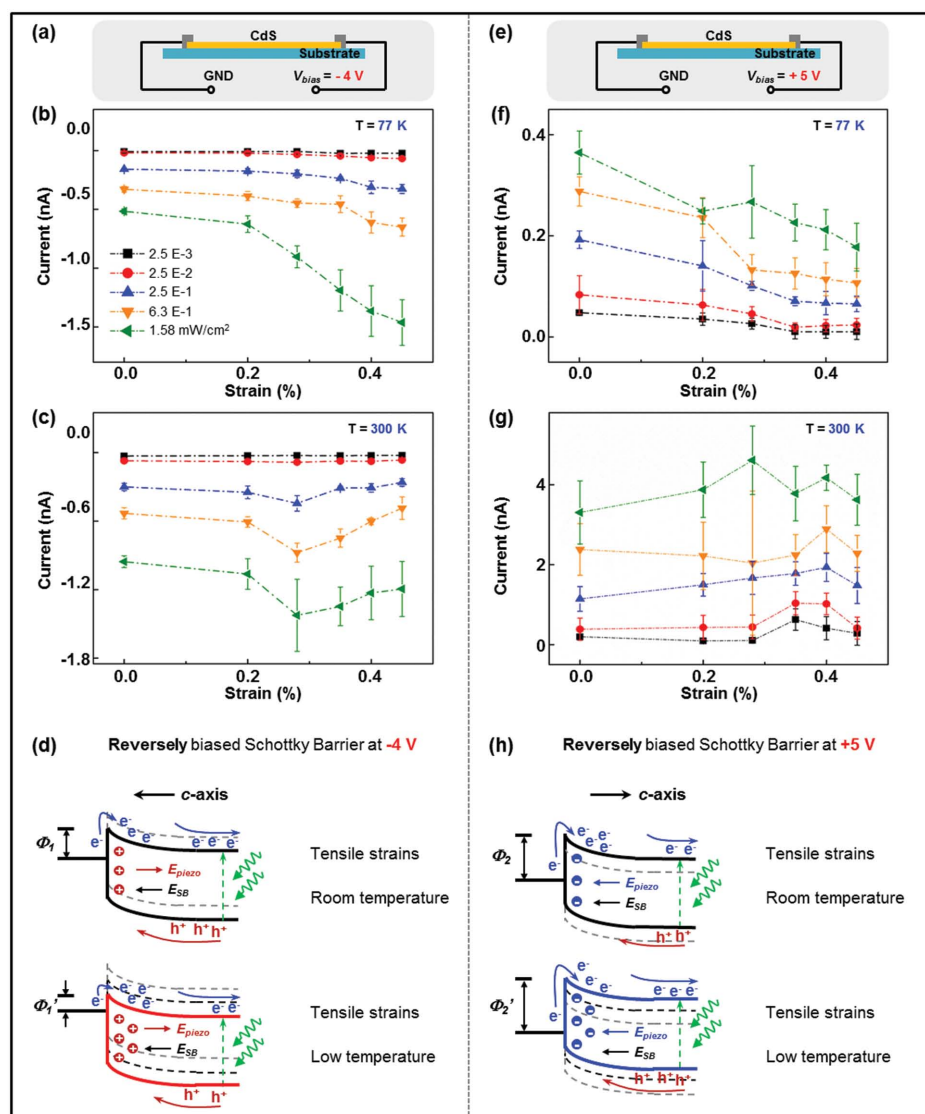 (a)
CdS
Substrate
GND
V_bias = - 4 V
(b)
T = 77 K
0.0
-0.5
-1.0
-1.5
Current (nA)
2.5 E-3
2.5 E-2
2.5 E-1
6.3 E-1
1.58 mW/cm²
0.0
0.2
0.4
Strain (%)
(c)
T = 300 K
0.0
-0.6
-1.2
-1.8
Current (nA)
0.0
0.2
0.4
Strain (%)
(d)
Reversely biased Schottky Barrier at -4 V
c-axis
e⁻ e⁻ e⁻ e⁻ e⁻ e⁻ e⁻
Φ₁
E_piezo
E_SB
h⁺ h⁺ h⁺
Tensile strains
Room temperature
e⁻ e⁻ e⁻ e⁻ e⁻ e⁻
Φ₁'
E_piezo
E_SB
h⁺ h⁺
Tensile strains
Low temperature
(e)
CdS
Substrate
GND
V_bias = + 5 V
(f)
T = 77 K
0.4
0.2
0.0
Current (nA)
0.0
0.2
0.4
Strain (%)
(g)
T = 300 K
4
2
0
Current (nA)
0.0
0.2
0.4
Strain (%)
(h)
Reversely biased Schottky Barrier at +5 V
c-axis
e⁻ e⁻ e⁻ e⁻ e⁻ e⁻ e⁻
Φ₂
E_piezo
E_SB
h⁺ h⁺
Tensile strains
Room temperature
e⁻ e⁻ e⁻ e⁻ e⁻ e⁻ e⁻
Φ₂'
E_piezo
E_SB
h⁺ h⁺ h⁺
Tensile strains
Low temperature